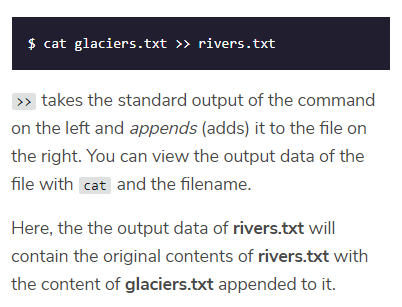 $ cat glaciers.txt >> rivers.txt
>> takes the standard output of the command
on the left and appends (adds) it to the file on
the right. You can view the output data of the
file with cat and the filename.
Here, the the output data of rivers.txt will
contain the original contents of rivers.txt with
the content of glaciers.txt appended to it.